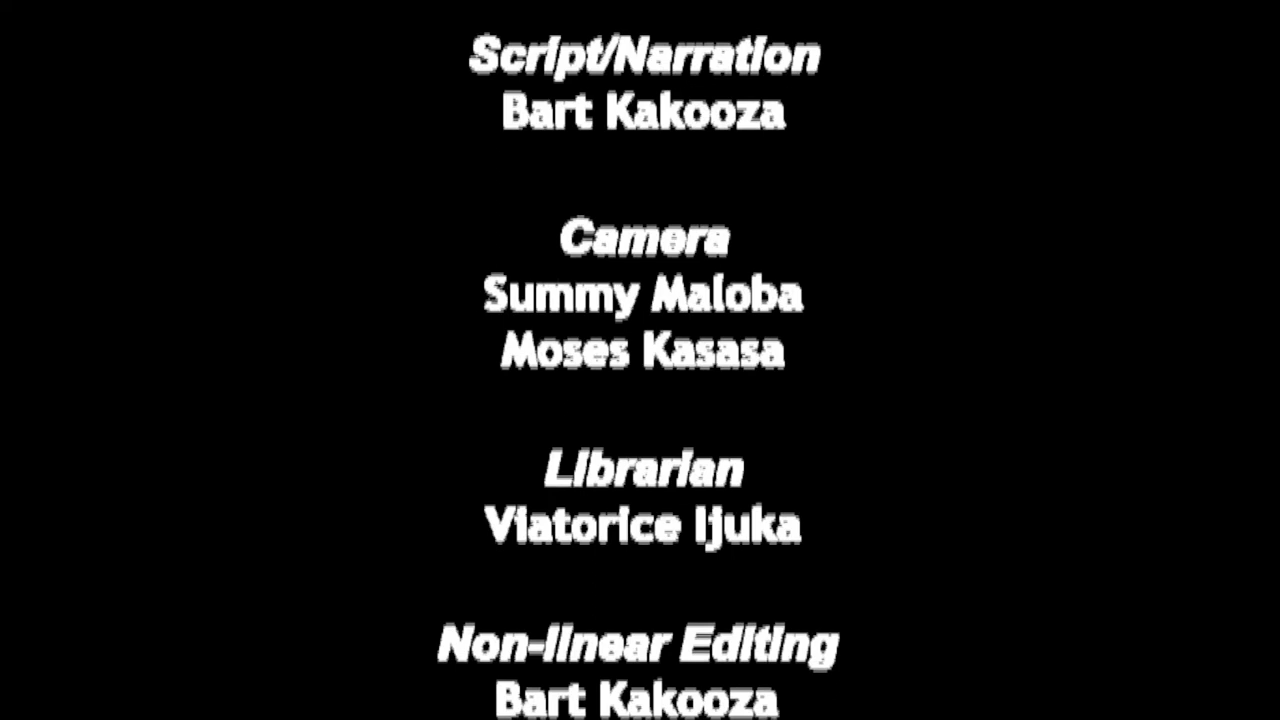 Script/Narration
Bart Kakooza
Camera
Summy Maloba
Moses Kasasa
Librarian
Viatorice Ijuka
Non-linear Editing
Bart Kakooza